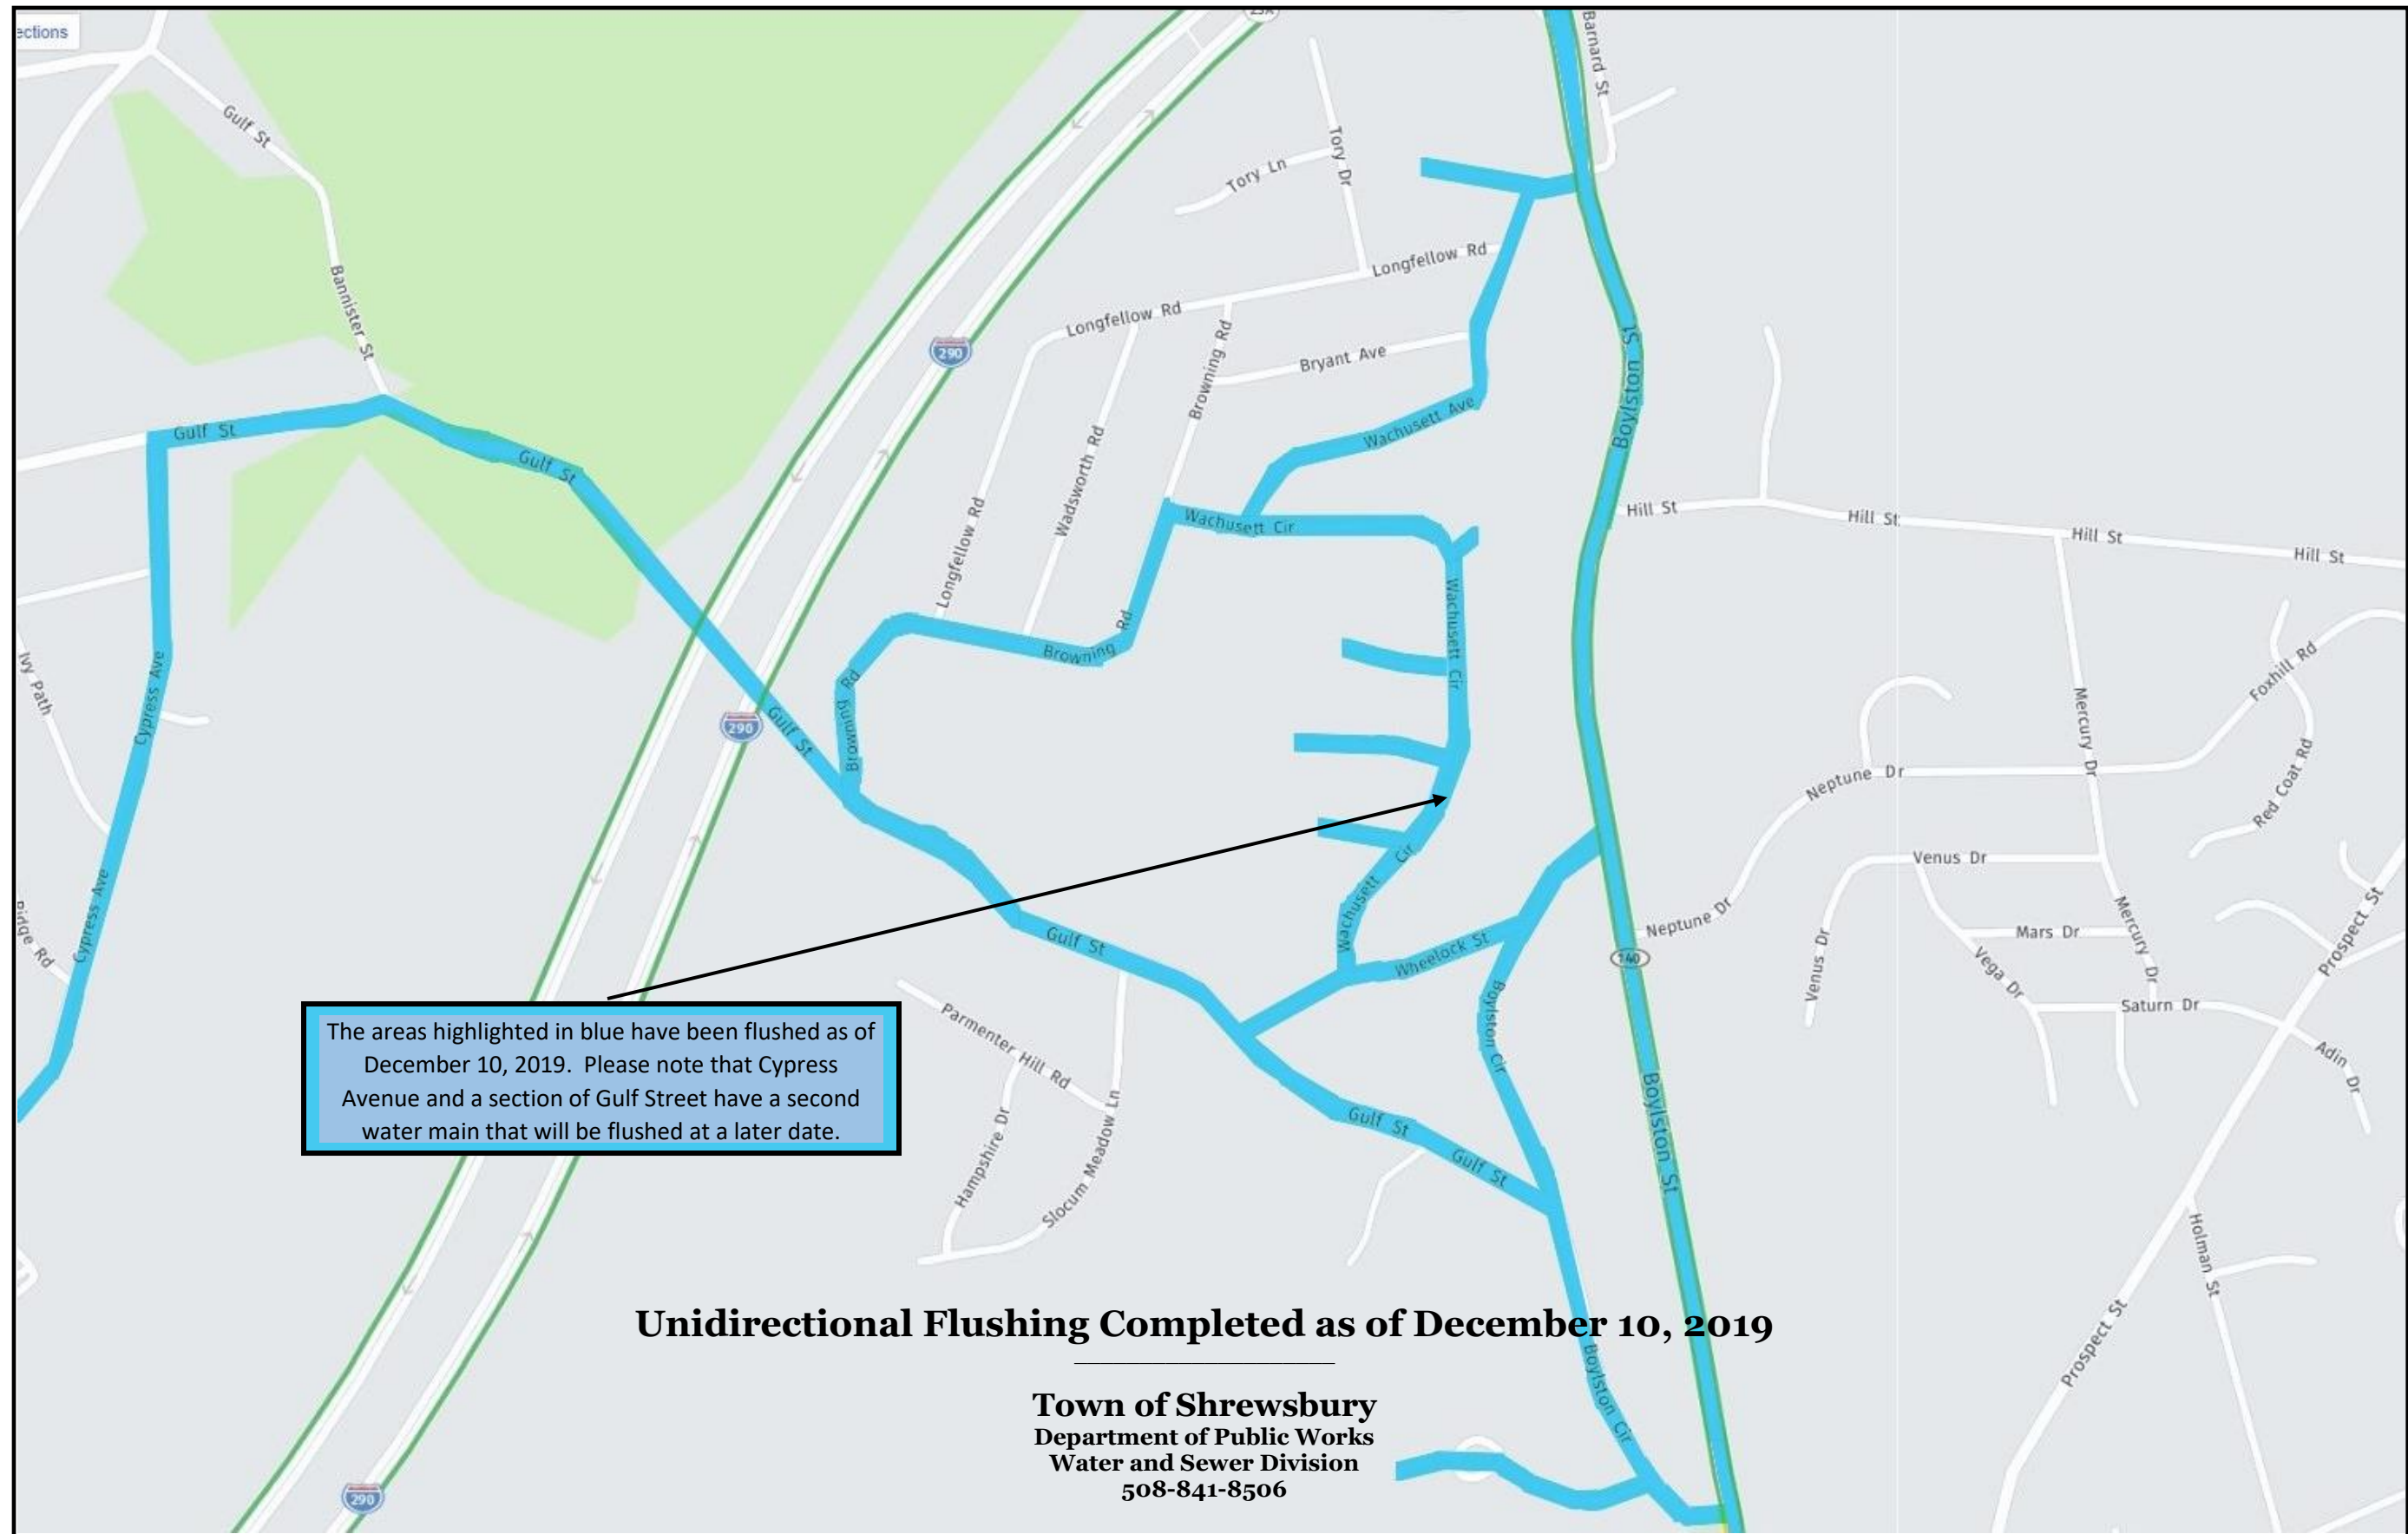 ections
Gulf St
Bannister St
Gulf St
Gulf St
Cypress Ave
Cypress Ave
Ivy Path
Ridge Rd
290
290
290
Barnard St
Tory Ln
Tory Dr
Longfellow Rd
Longfellow Rd
Longfellow Rd
Browning Rd
Bryant Ave
Wadsworth Rd
Wachusett Ave
Wachusett Cir
Wachusett Cir
Wachusett Cir
Browning Rd
Browning Rd
Boylston St
Hill St
Hill St
Hill St
Hill St
Mercury Dr
Foxhill Rd
Red Coat Rd
Neptune Dr
Neptune Dr
Venus Dr
Venus Dr
Mars Dr
Mercury Dr
Vega Dr
Saturn Dr
Prospect St
Adin Dr
Gulf St
Gulf St
Wheelock St
140
Boylston Cir
Parmenter Hill Rd
Hampshire Dr
Slocum Meadow Ln
Gulf St
Gulf St
Boylston St
Holman St
Prospect St
Boylston Cir
The areas highlighted in blue have been flushed as of
December 10, 2019. Please note that Cypress
Avenue and a section of Gulf Street have a second
water main that will be flushed at a later date.
Unidirectional Flushing Completed as of December 10, 2019
Town of Shrewsbury
Department of Public Works
Water and Sewer Division
508-841-8506